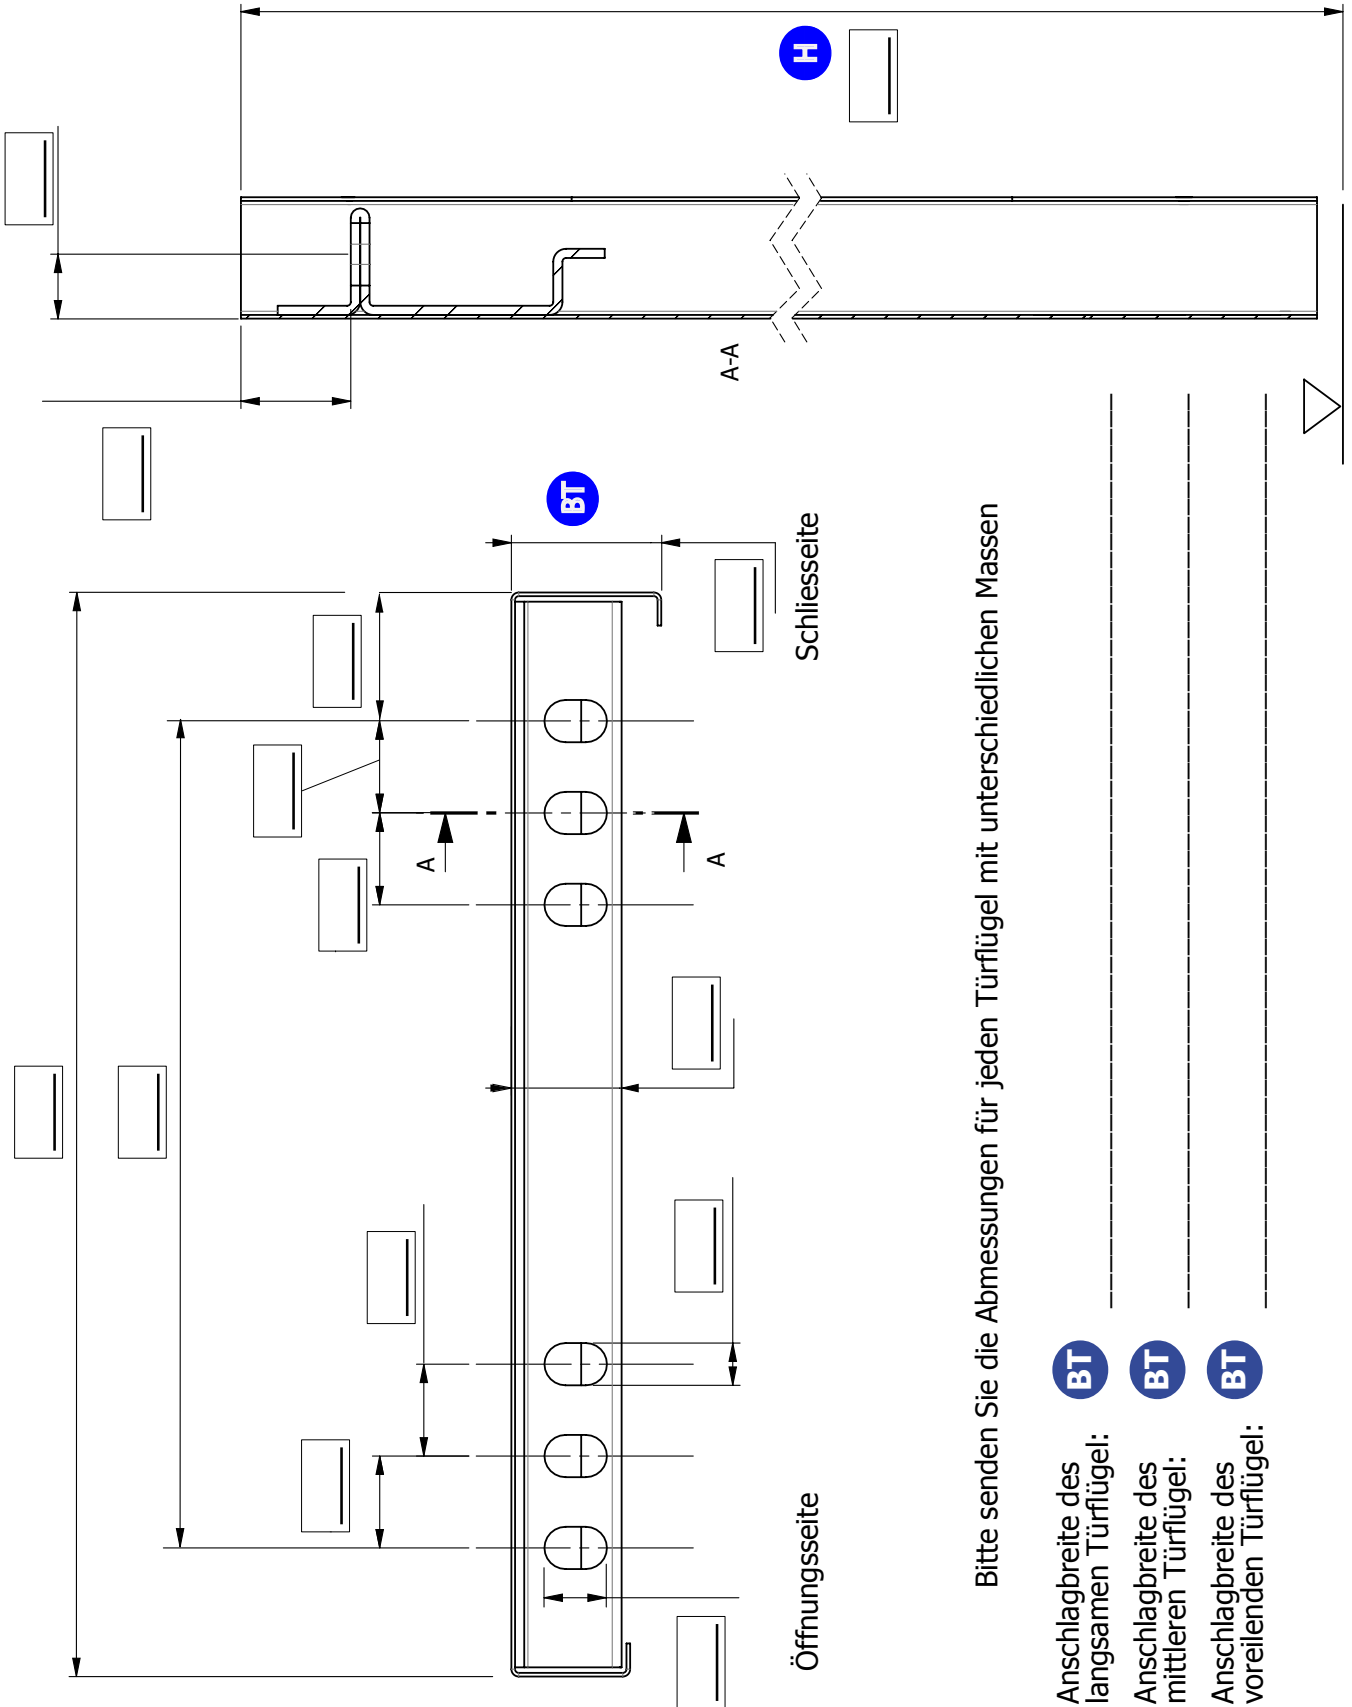 H
A-A
BT
Schliesseite
A
A
Öffnungsseite
Bitte senden Sie die Abmessungen für jeden Türflügel mit unterschiedlichen Massen
Anschlagbreite des
langsamen Türflügel:
BT
Anschlagbreite des
mittleren Türflügel:
BT
Anschlagbreite des
voreilenden Türflügel:
BT